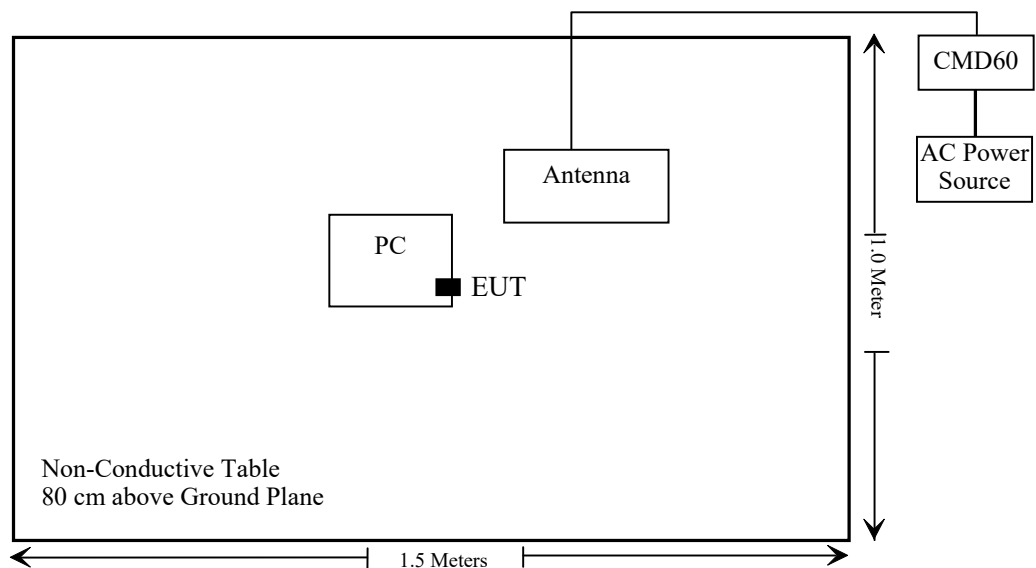 CMD60
AC Power
Source
Antenna
PC
EUT
1.0 Meter
Non-Conductive Table
80 cm above Ground Plane
1.5 Meters